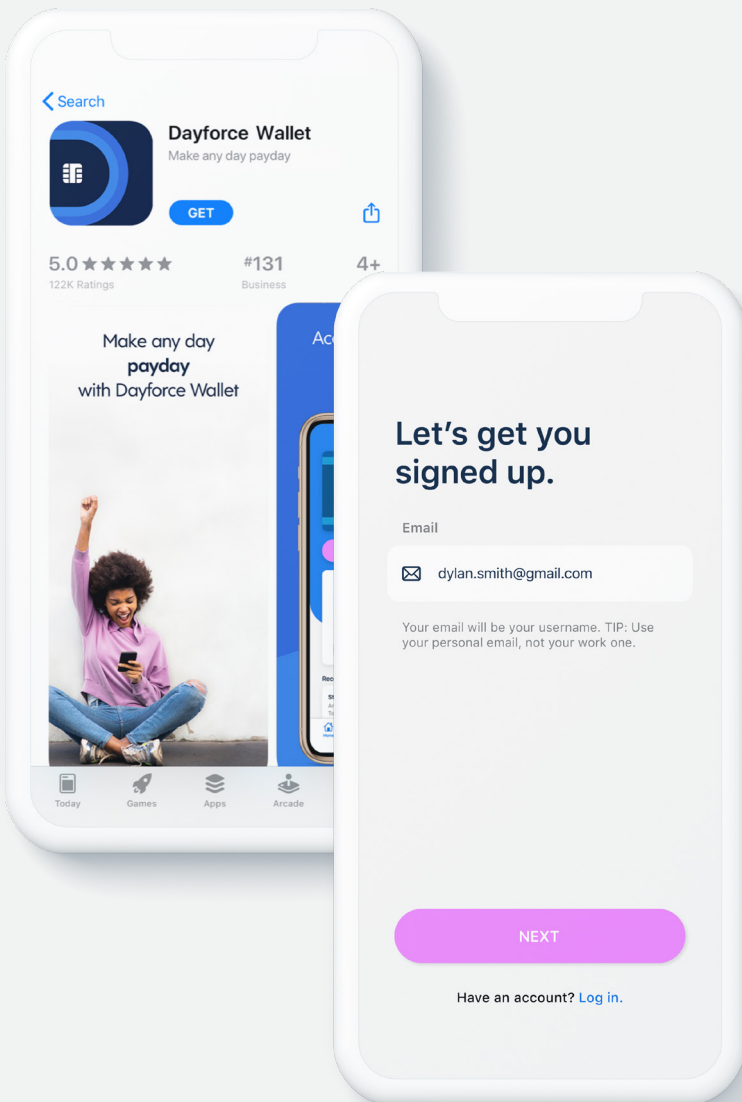 Search
Dayforce Wallet
Make any day payday
GET
5.0 ★★★★★
#131
4+
122K Ratings
Business
Make any day
payday
with Dayforce Wallet
Today
Games
Apps
Arcade
Let's get you
signed up.
Email
dylan.smith@gmail.com
Your email will be your username. TIP: Use
your personal email, not your work one.
NEXT
Have an account? Log in.